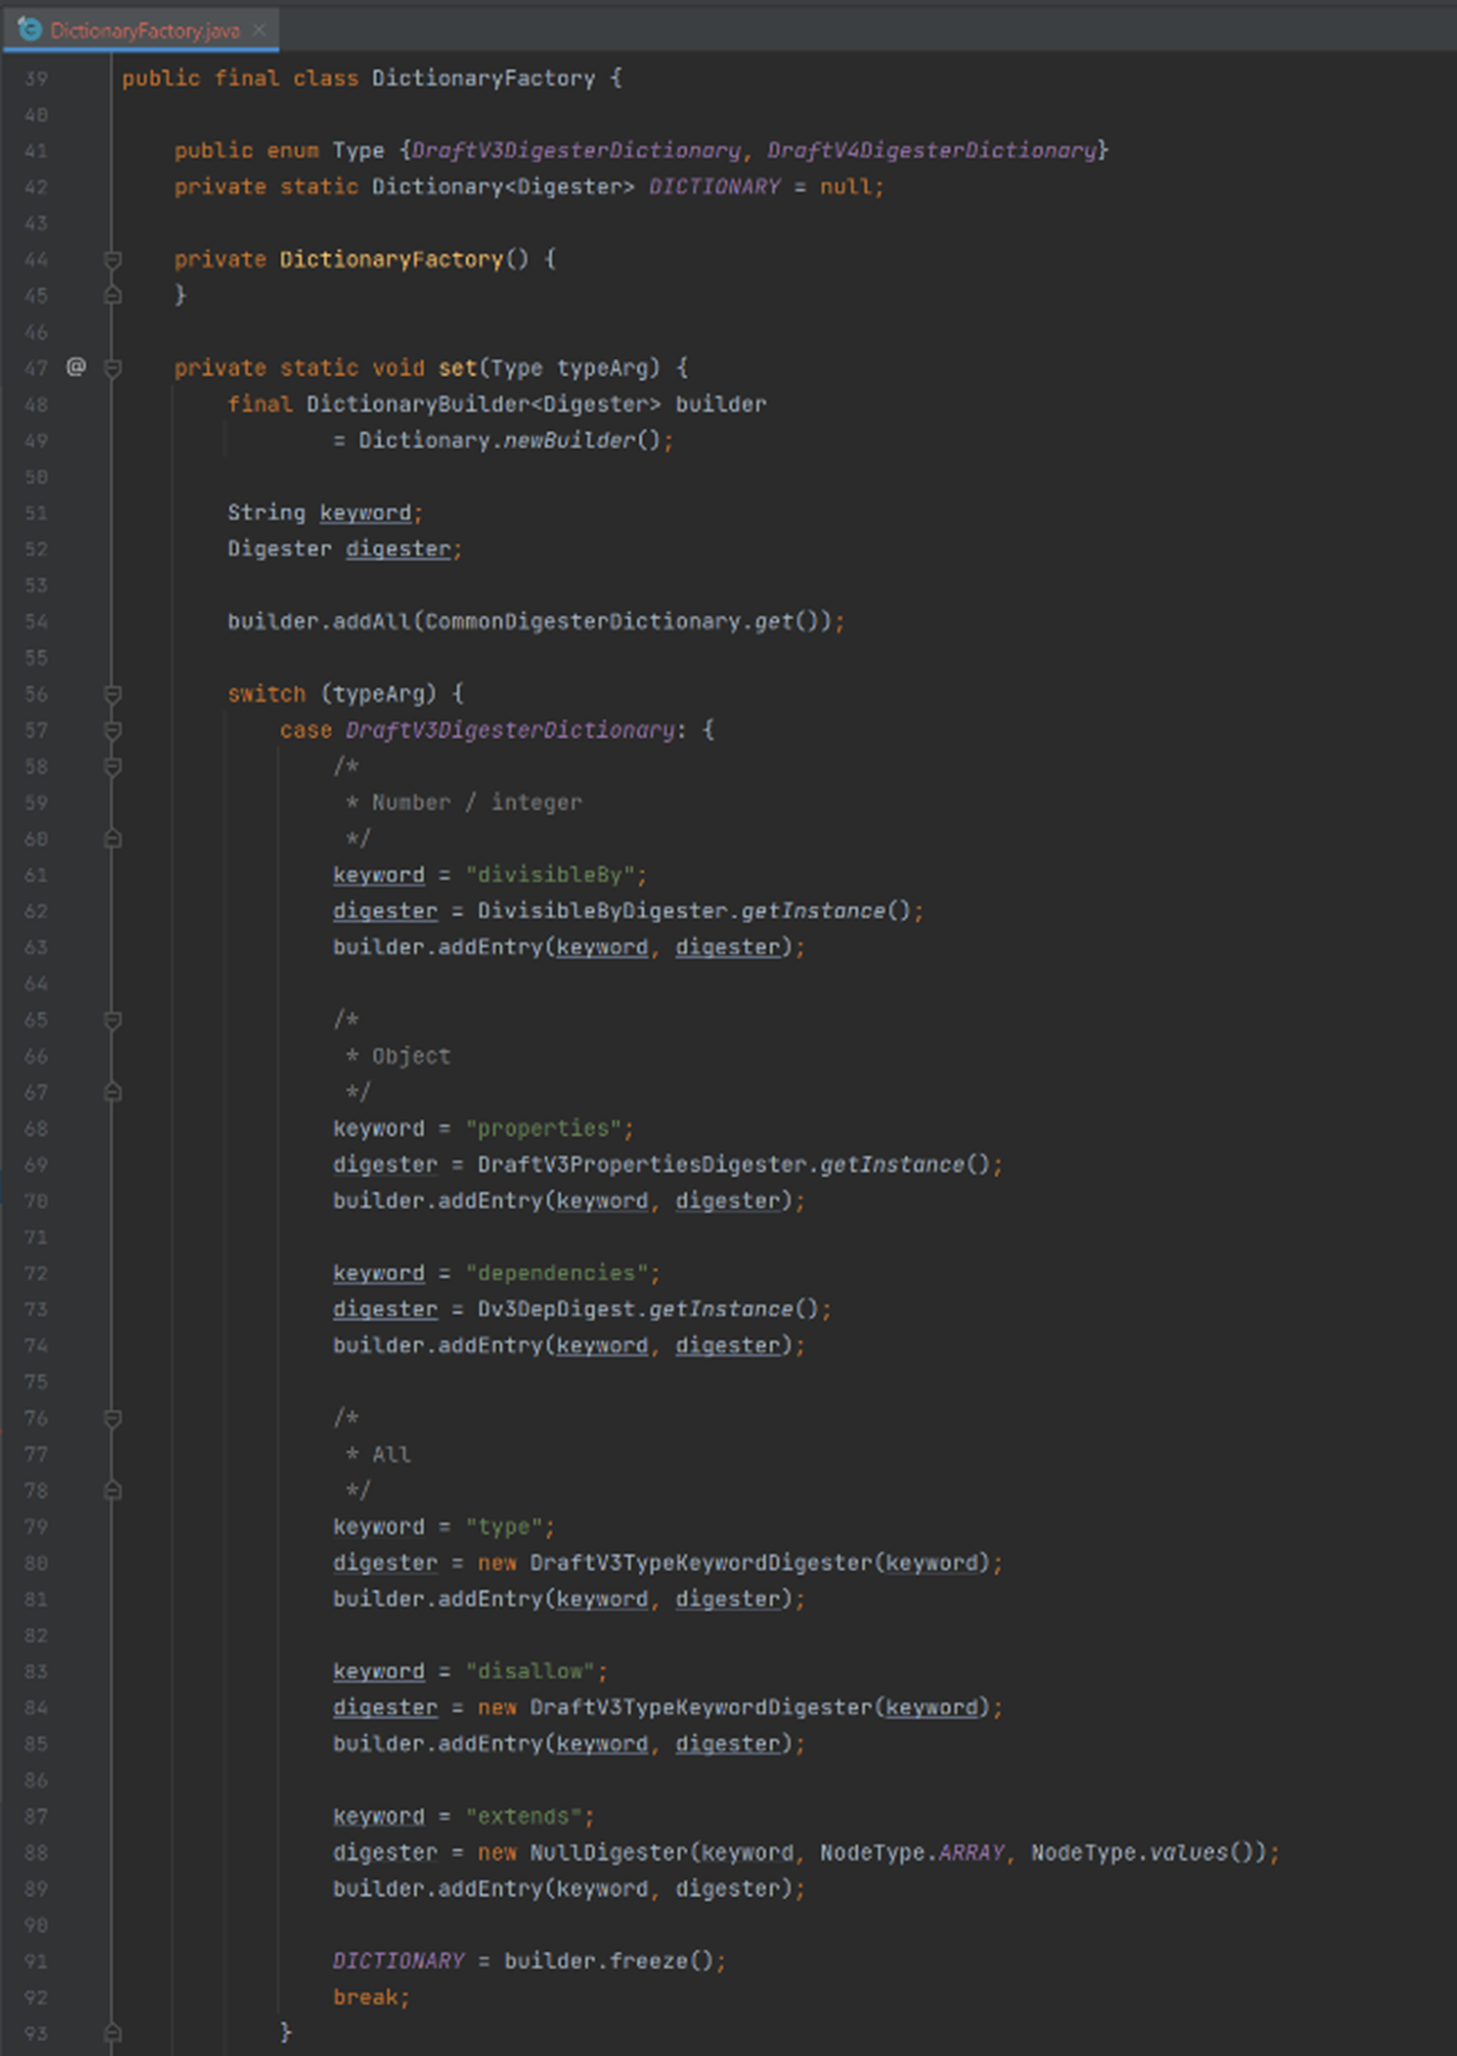 DictionaryFactory.java
39 public final class DictionaryFactory {
40
41 public enum Type {DraftV3DigesterDictionary, DraftV4DigesterDictionary}
42 private static Dictionary<Digester> DICTIONARY = null;
43
44 private DictionaryFactory() {
45 }
46
47 @ private static void set(Type typeArg) {
48 final DictionaryBuilder<Digester> builder
49 = Dictionary.newBuilder();
50
51 String keyword;
52 Digester digester;
53
54 builder.addAll(CommonDigesterDictionary.get());
55
56 switch (typeArg) {
57 case DraftV3DigesterDictionary: {
58 /*
59 * Number / integer
60 */
61 keyword = "divisibleBy";
62 digester = DivisibleByDigester.getInstance();
63 builder.addEntry(keyword, digester);
64
65 /*
66 * Object
67 */
68 keyword = "properties";
69 digester = DraftV3PropertiesDigester.getInstance();
70 builder.addEntry(keyword, digester);
71
72 keyword = "dependencies";
73 digester = Dv3DepDigest.getInstance();
74 builder.addEntry(keyword, digester);
75
76 /*
77 * All
78 */
79 keyword = "type";
80 digester = new DraftV3TypeKeywordDigester(keyword);
81 builder.addEntry(keyword, digester);
82
83 keyword = "disallow";
84 digester = new DraftV3TypeKeywordDigester(keyword);
85 builder.addEntry(keyword, digester);
86
87 keyword = "extends";
88 digester = new NullDigester(keyword, NodeType.ARRAY, NodeType.values());
89 builder.addEntry(keyword, digester);
90
91 DICTIONARY = builder.freeze();
92 break;
93 }